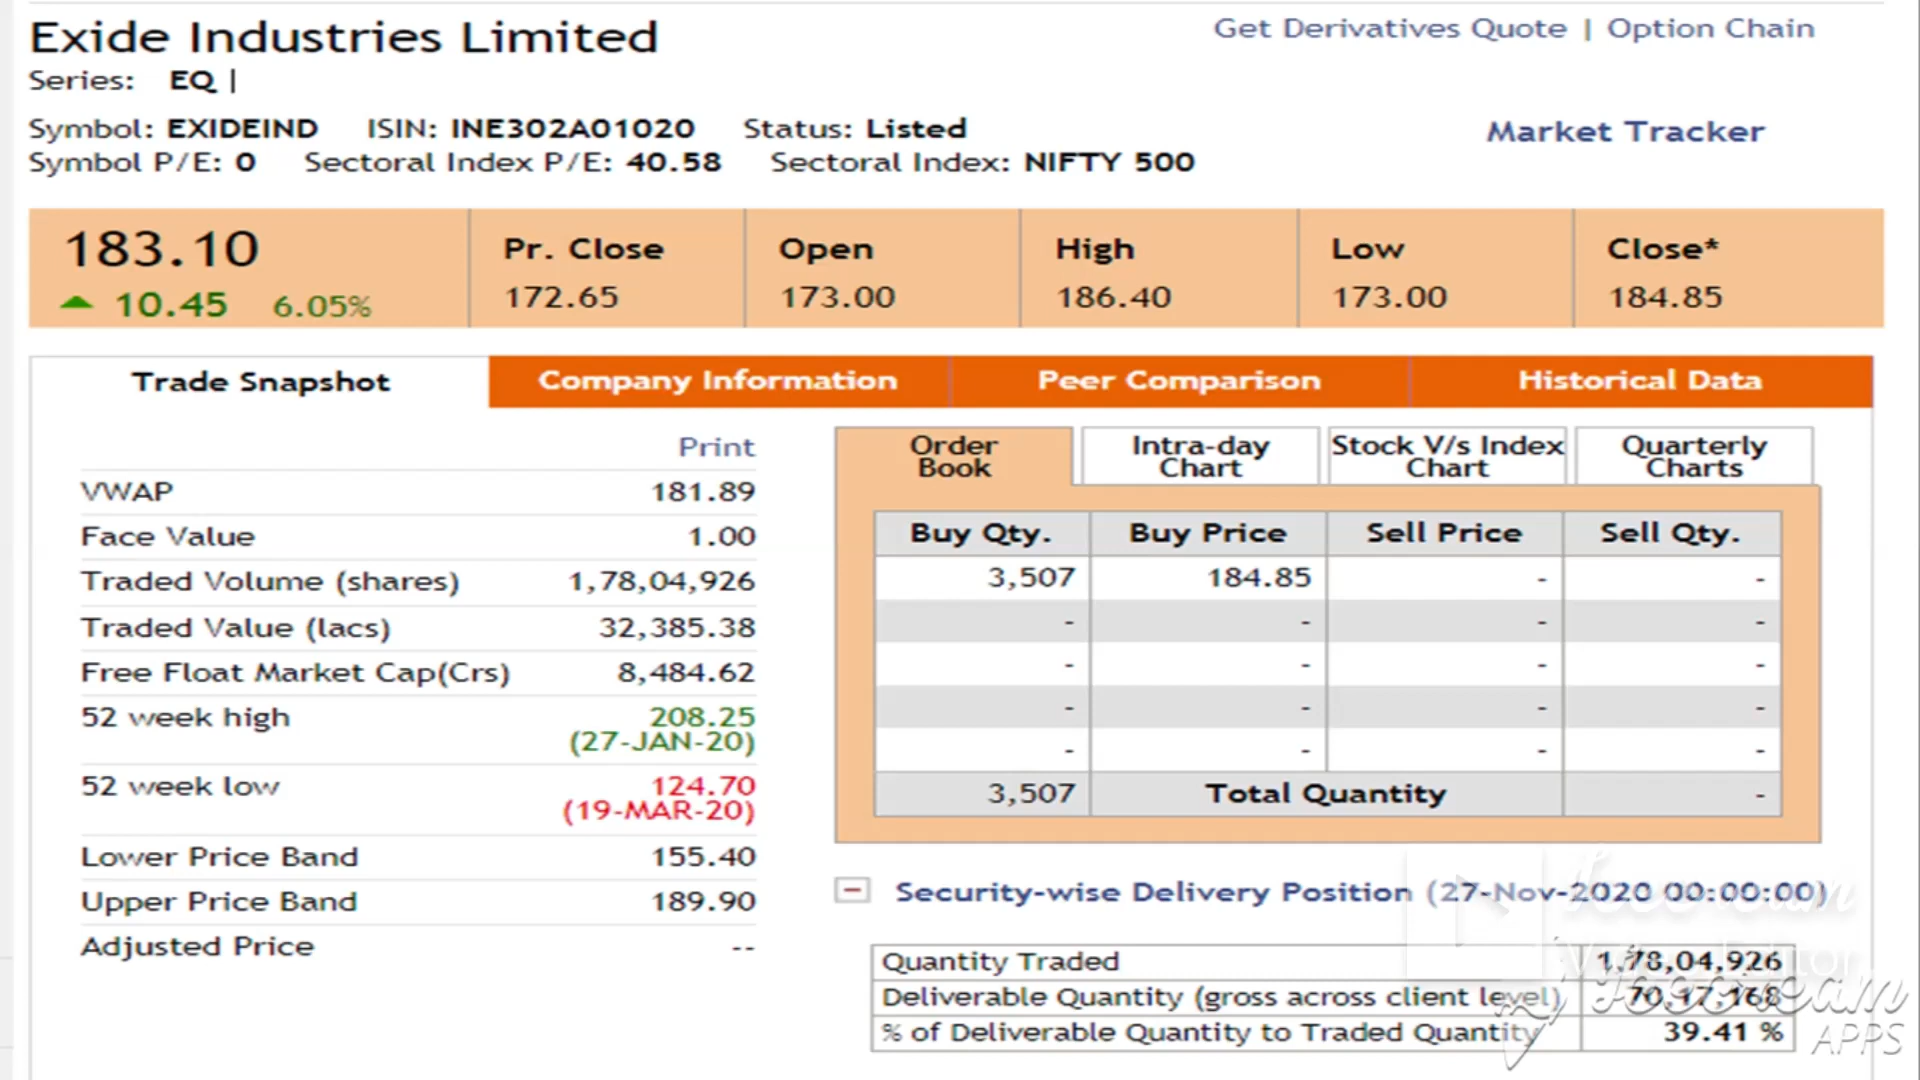 Exide Industries Limited
Get Derivatives Quote | Option Chain
Series: EQ |
Symbol: EXIDEIND ISIN: INE302A01020 Status: Listed
Market Tracker
Symbol P/E: 0 Sectoral Index P/E: 40.58 Sectoral Index: NIFTY 500
183.10
10.45 6.05%
Pr. Close Open High Low Close*
172.65 173.00 186.40 173.00 184.85
Trade Snapshot Company Information Peer Comparison Historical Data
Print
VWAP 181.89
Face Value 1.00
Traded Volume (shares) 1,78,04,926
Traded Value (lacs) 32,385.38
Free Float Market Cap(Crs) 8,484.62
52 week high 208.25
(27-JAN-20)
52 week low 124.70
(19-MAR-20)
Lower Price Band 155.40
Upper Price Band 189.90
Adjusted Price --
Order Book
Intra-day Chart
Stock V/s Index Chart
Quarterly Charts
Buy Qty. Buy Price Sell Price Sell Qty.
3,507 184.85 - -
- - - -
- - - -
- - - -
- - - -
3,507 Total Quantity -
Security-wise Delivery Position (27-Nov-2020 00:00:00)
Quantity Traded 1,78,04,926
Deliverable Quantity (gross across client level) 70,17,168
% of Deliverable Quantity to Traded Quantity 39.41 %
APPS